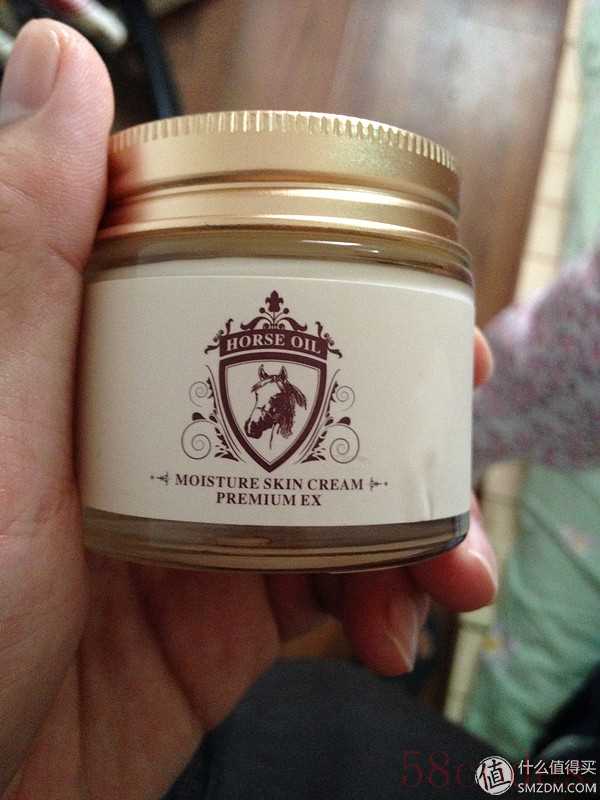 HORSE OIL
MOISTURE SKIN CREAM
PREMIUM EX
值 什么值得买
SMZDM.COM